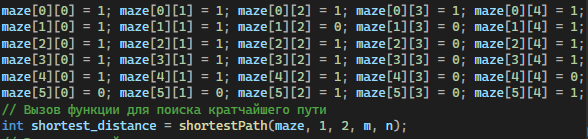 maze[0][0] = 1; maze[0][1] = 1; maze[0][2] = 1; maze[0][3] = 1; maze[0][4] = 1;
maze[1][0] = 1; maze[1][1] = 1; maze[1][2] = 0; maze[1][3] = 0; maze[1][4] = 1;
maze[2][0] = 1; maze[2][1] = 1; maze[2][2] = 1; maze[2][3] = 0; maze[2][4] = 1;
maze[3][0] = 1; maze[3][1] = 1; maze[3][2] = 1; maze[3][3] = 0; maze[3][4] = 1;
maze[4][0] = 1; maze[4][1] = 1; maze[4][2] = 1; maze[4][3] = 0; maze[4][4] = 0;
maze[5][0] = 0; maze[5][1] = 0; maze[5][2] = 1; maze[5][3] = 0; maze[5][4] = 1;
// Вызов функции для поиска кратчайшего пути
int shortest_distance = shortestPath(maze, 1, 2, m, n);